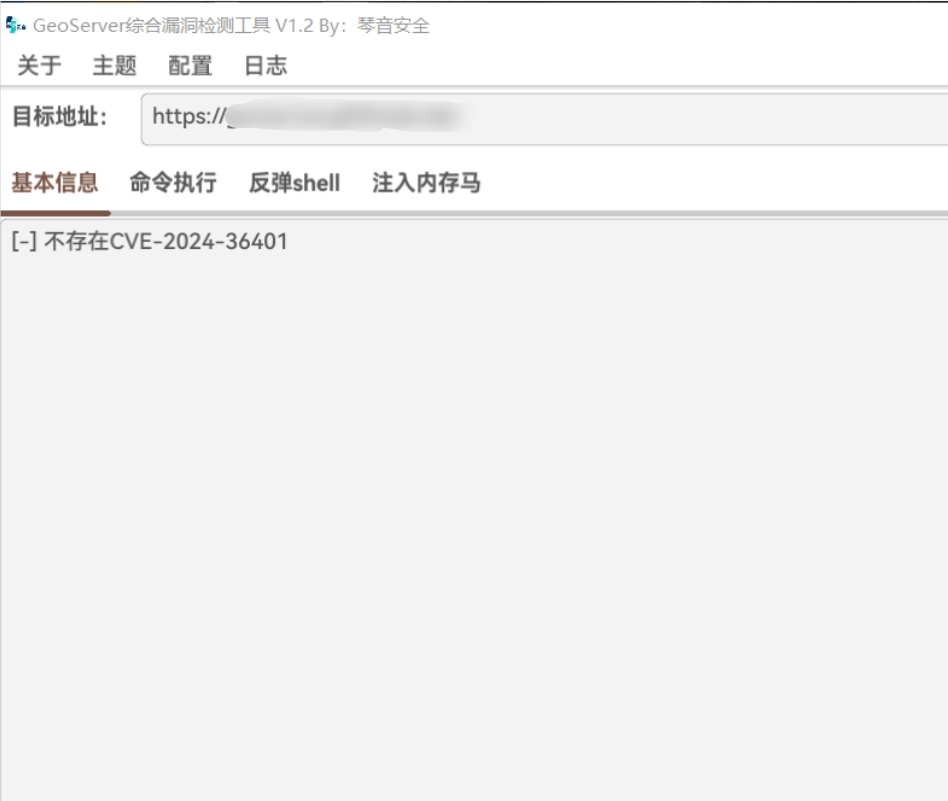 GeoServer综合漏洞检测工具 V1.2 By：琴音安全
关于 主题 配置 日志
目标地址： https://
基本信息 命令执行 反弹shell 注入内存马
[-] 不存在CVE-2024-36401